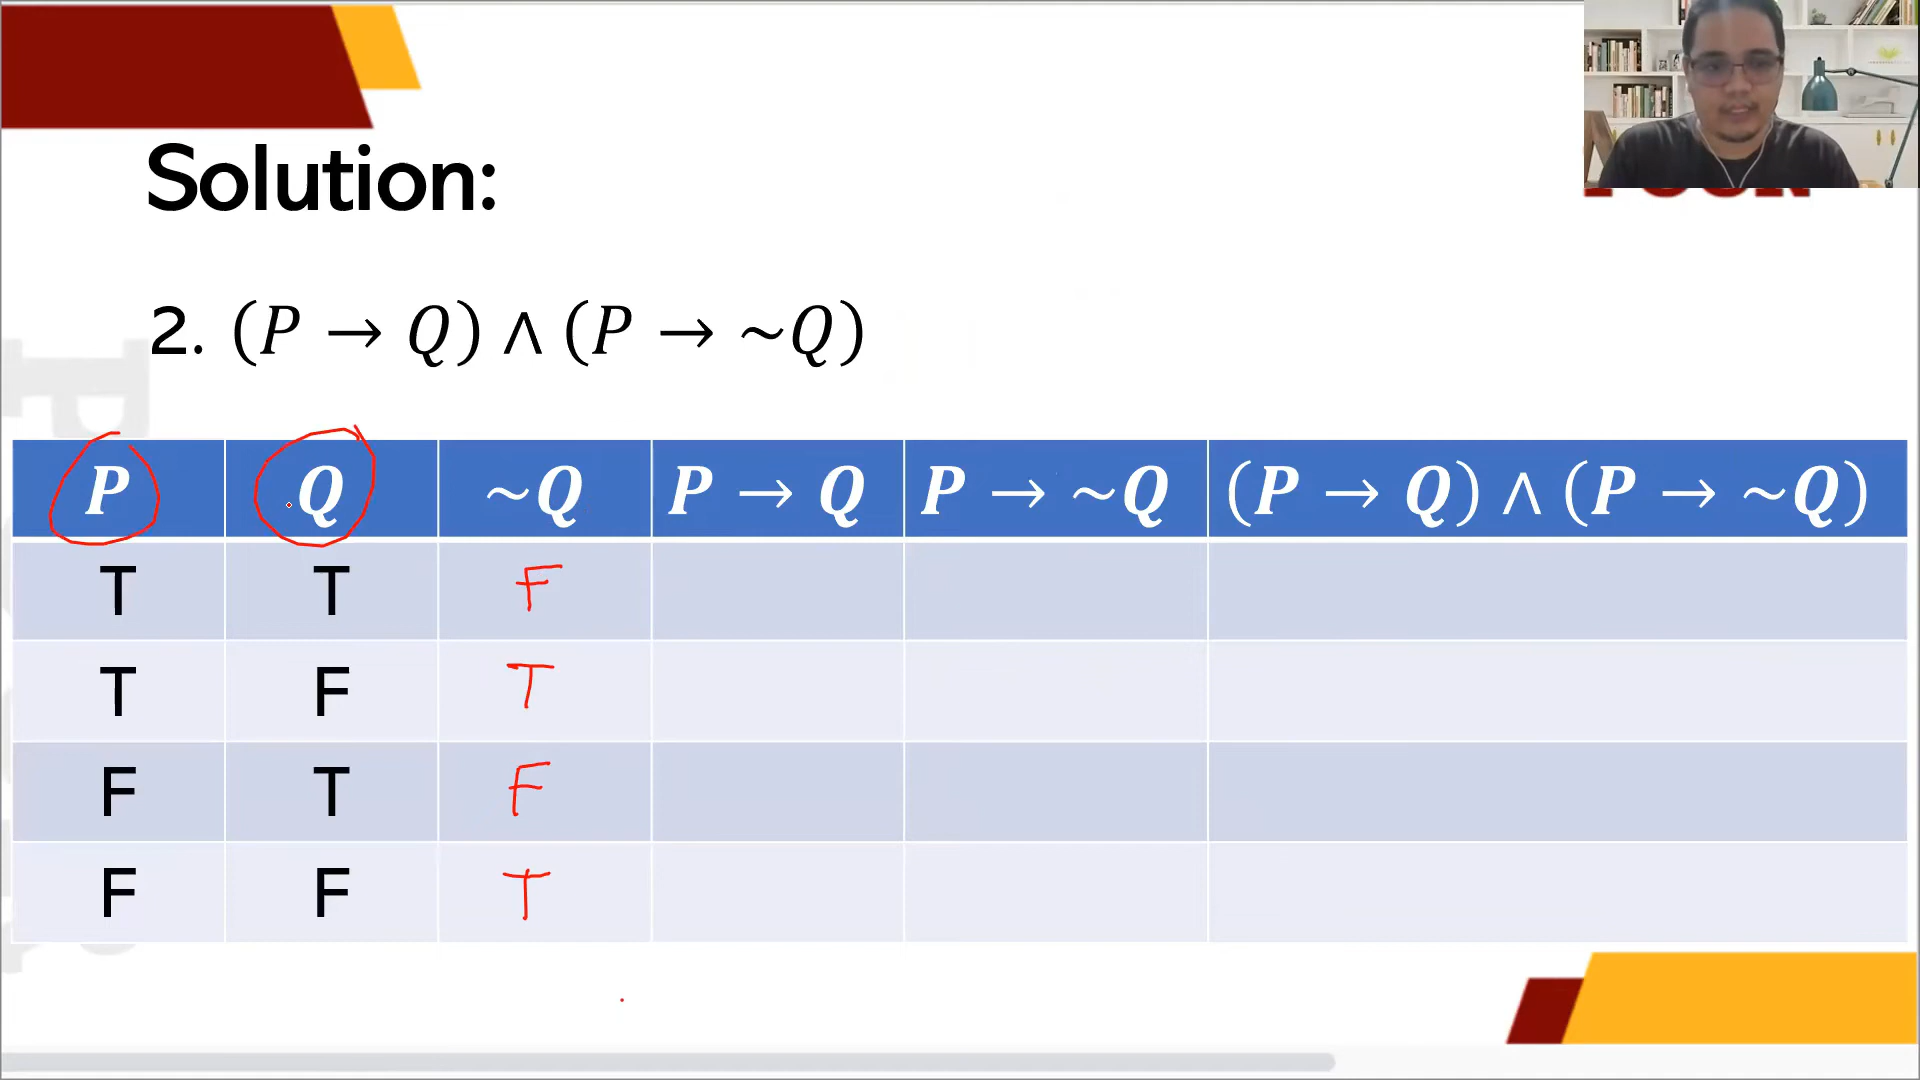 Solution:
2. (P → Q) ∧ (P → ~Q)
P Q ~Q P → Q P → ~Q (P → Q) ∧ (P → ~Q)
T T F
T F T
F T F
F F T